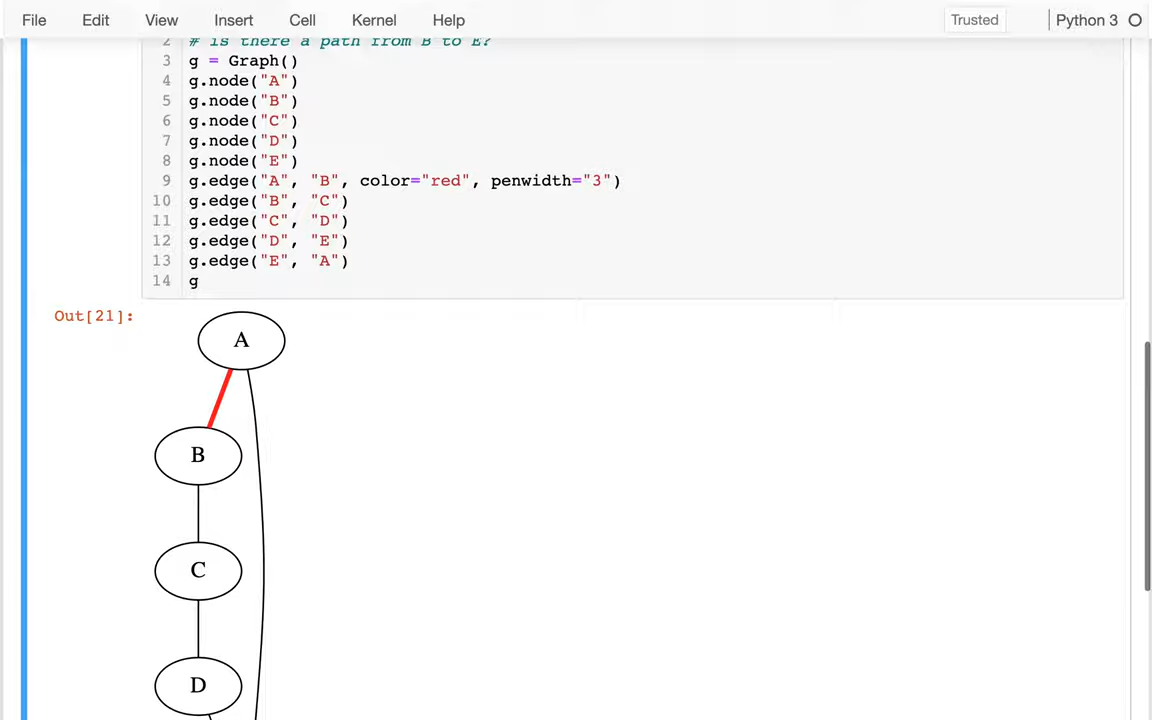 File Edit View Insert Cell Kernel Help Trusted Python 3
2 # is there a path from B to E?
3 g = Graph()
4 g.node("A")
5 g.node("B")
6 g.node("C")
7 g.node("D")
8 g.node("E")
9 g.edge("A", "B", color="red", penwidth="3")
10 g.edge("B", "C")
11 g.edge("C", "D")
12 g.edge("D", "E")
13 g.edge("E", "A")
14 g
Out[21]:
A
B
C
D